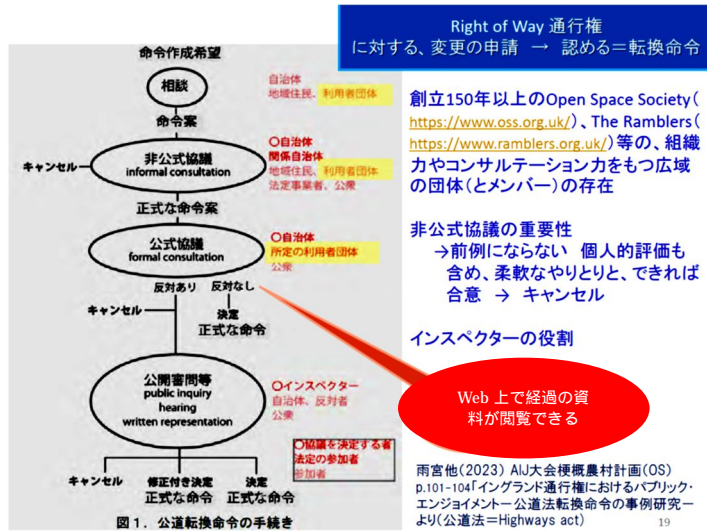 Right of Way 通行権
に対する、変更の申請 → 認める＝転換命令
命令作成希望
相談
自治体
地域住民、利用者団体
命令案
キャンセル
非公式協議
informal consultation
〇自治体
関係自治体
地域住民、利用者団体
法定事業者、公衆
正式な命令案
公式協議
formal consultation
〇自治体
所定の利用者団体
公衆
反対あり 反対なし
キャンセル
決定
正式な命令
公開審問等
public inquiry
hearing
written representation
〇インスペクター
自治体、反対者
公衆
〇協議を決定する者
法定の参加者
参加者
キャンセル 修正付き決定 決定
正式な命令 正式な命令
図1．公道転換命令の手続き
創立150年以上のOpen Space Society（
https://www.oss.org.uk/）、The Ramblers（
https://www.ramblers.org.uk/）等の、組織
力やコンサルテーション力をもつ広域
の団体（とメンバー）の存在
非公式協議の重要性
→前例にならない 個人的評価も
含め、柔軟なやりとりと、できれば
合意 → キャンセル
インスペクターの役割
Web 上で経過の資
料が閲覧できる
雨宮他（2023） AIJ大会梗概農村計画（OS）
p.101-104「イングランド通行権におけるパブリック・
エンジョイメントー公道法転換命令の事例研究ー
より（公道法＝Highways act）
19